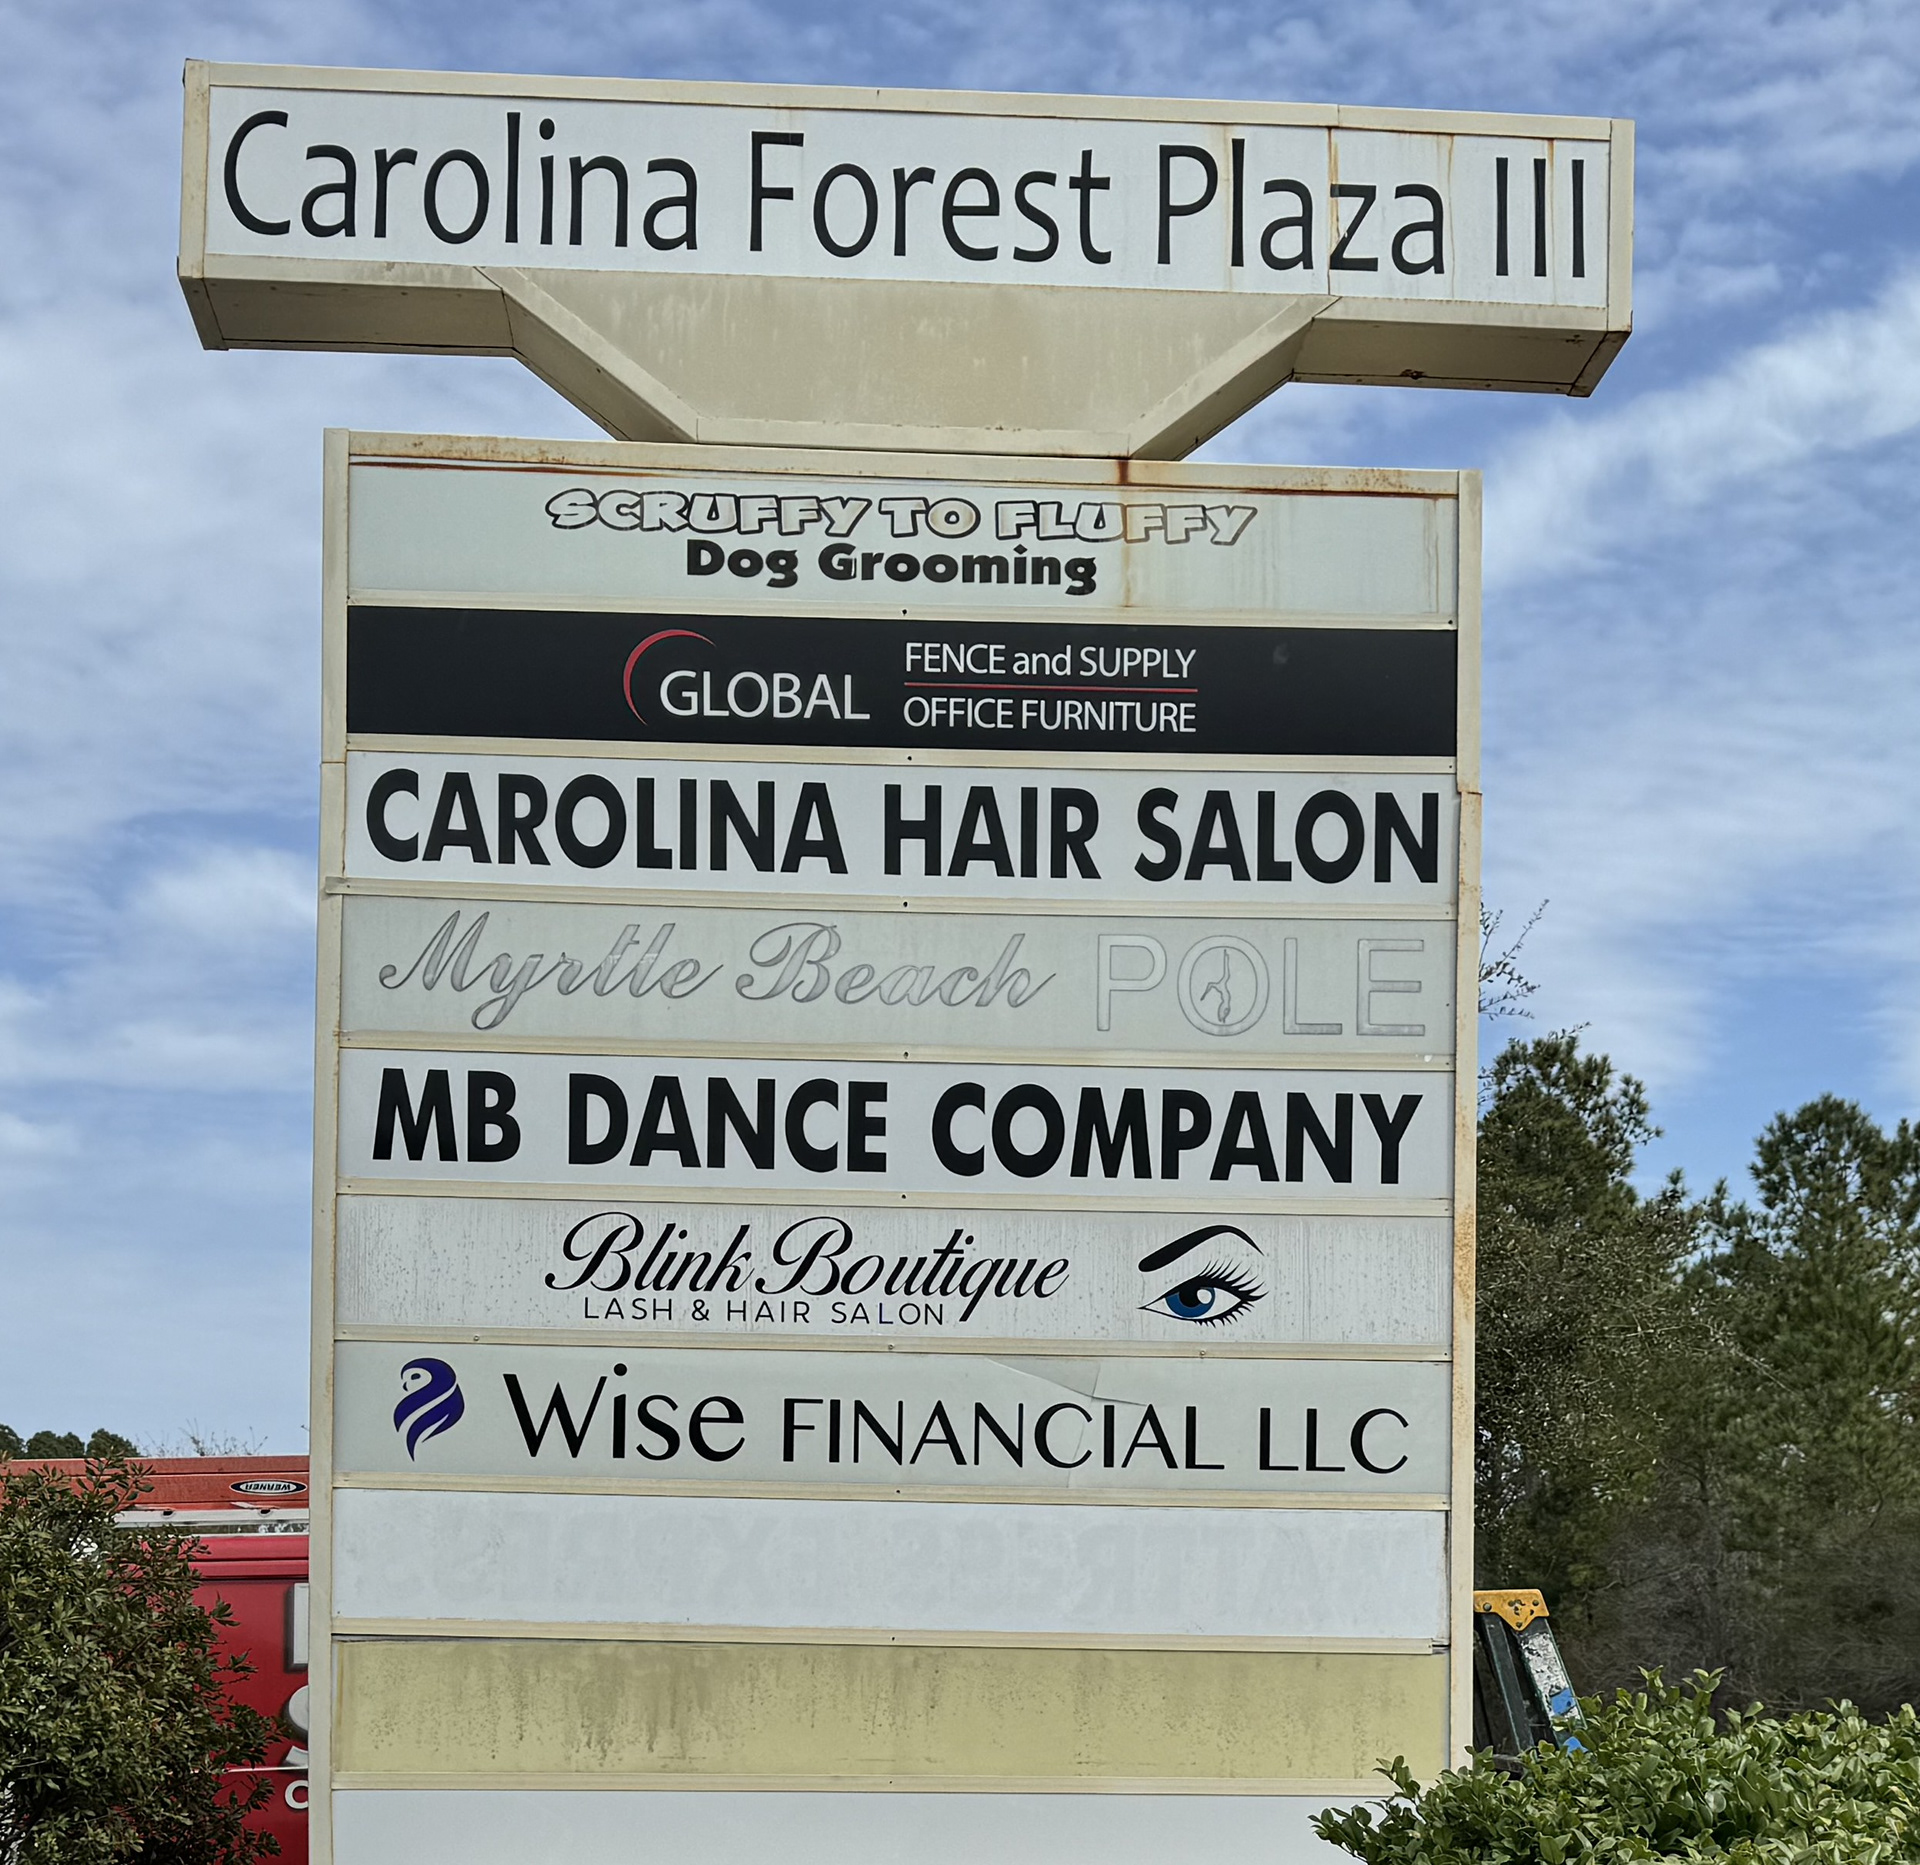 Carolina Forest Plaza III
SCRUFFY TO FLUFFY
Dog Grooming
GLOBAL
FENCE and SUPPLY
OFFICE FURNITURE
CAROLINA HAIR SALON
Myrtle Beach POLE
MB DANCE COMPANY
Blink Boutique
LASH & HAIR SALON
Wise FINANCIAL LLC
WERNER